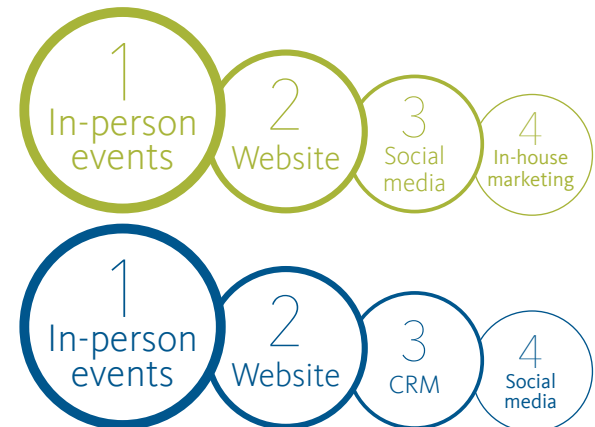 1
In-person
events
2
Website
3
Social
media
4
In-house
marketing
1
In-person
events
2
Website
3
CRM
4
Social
media